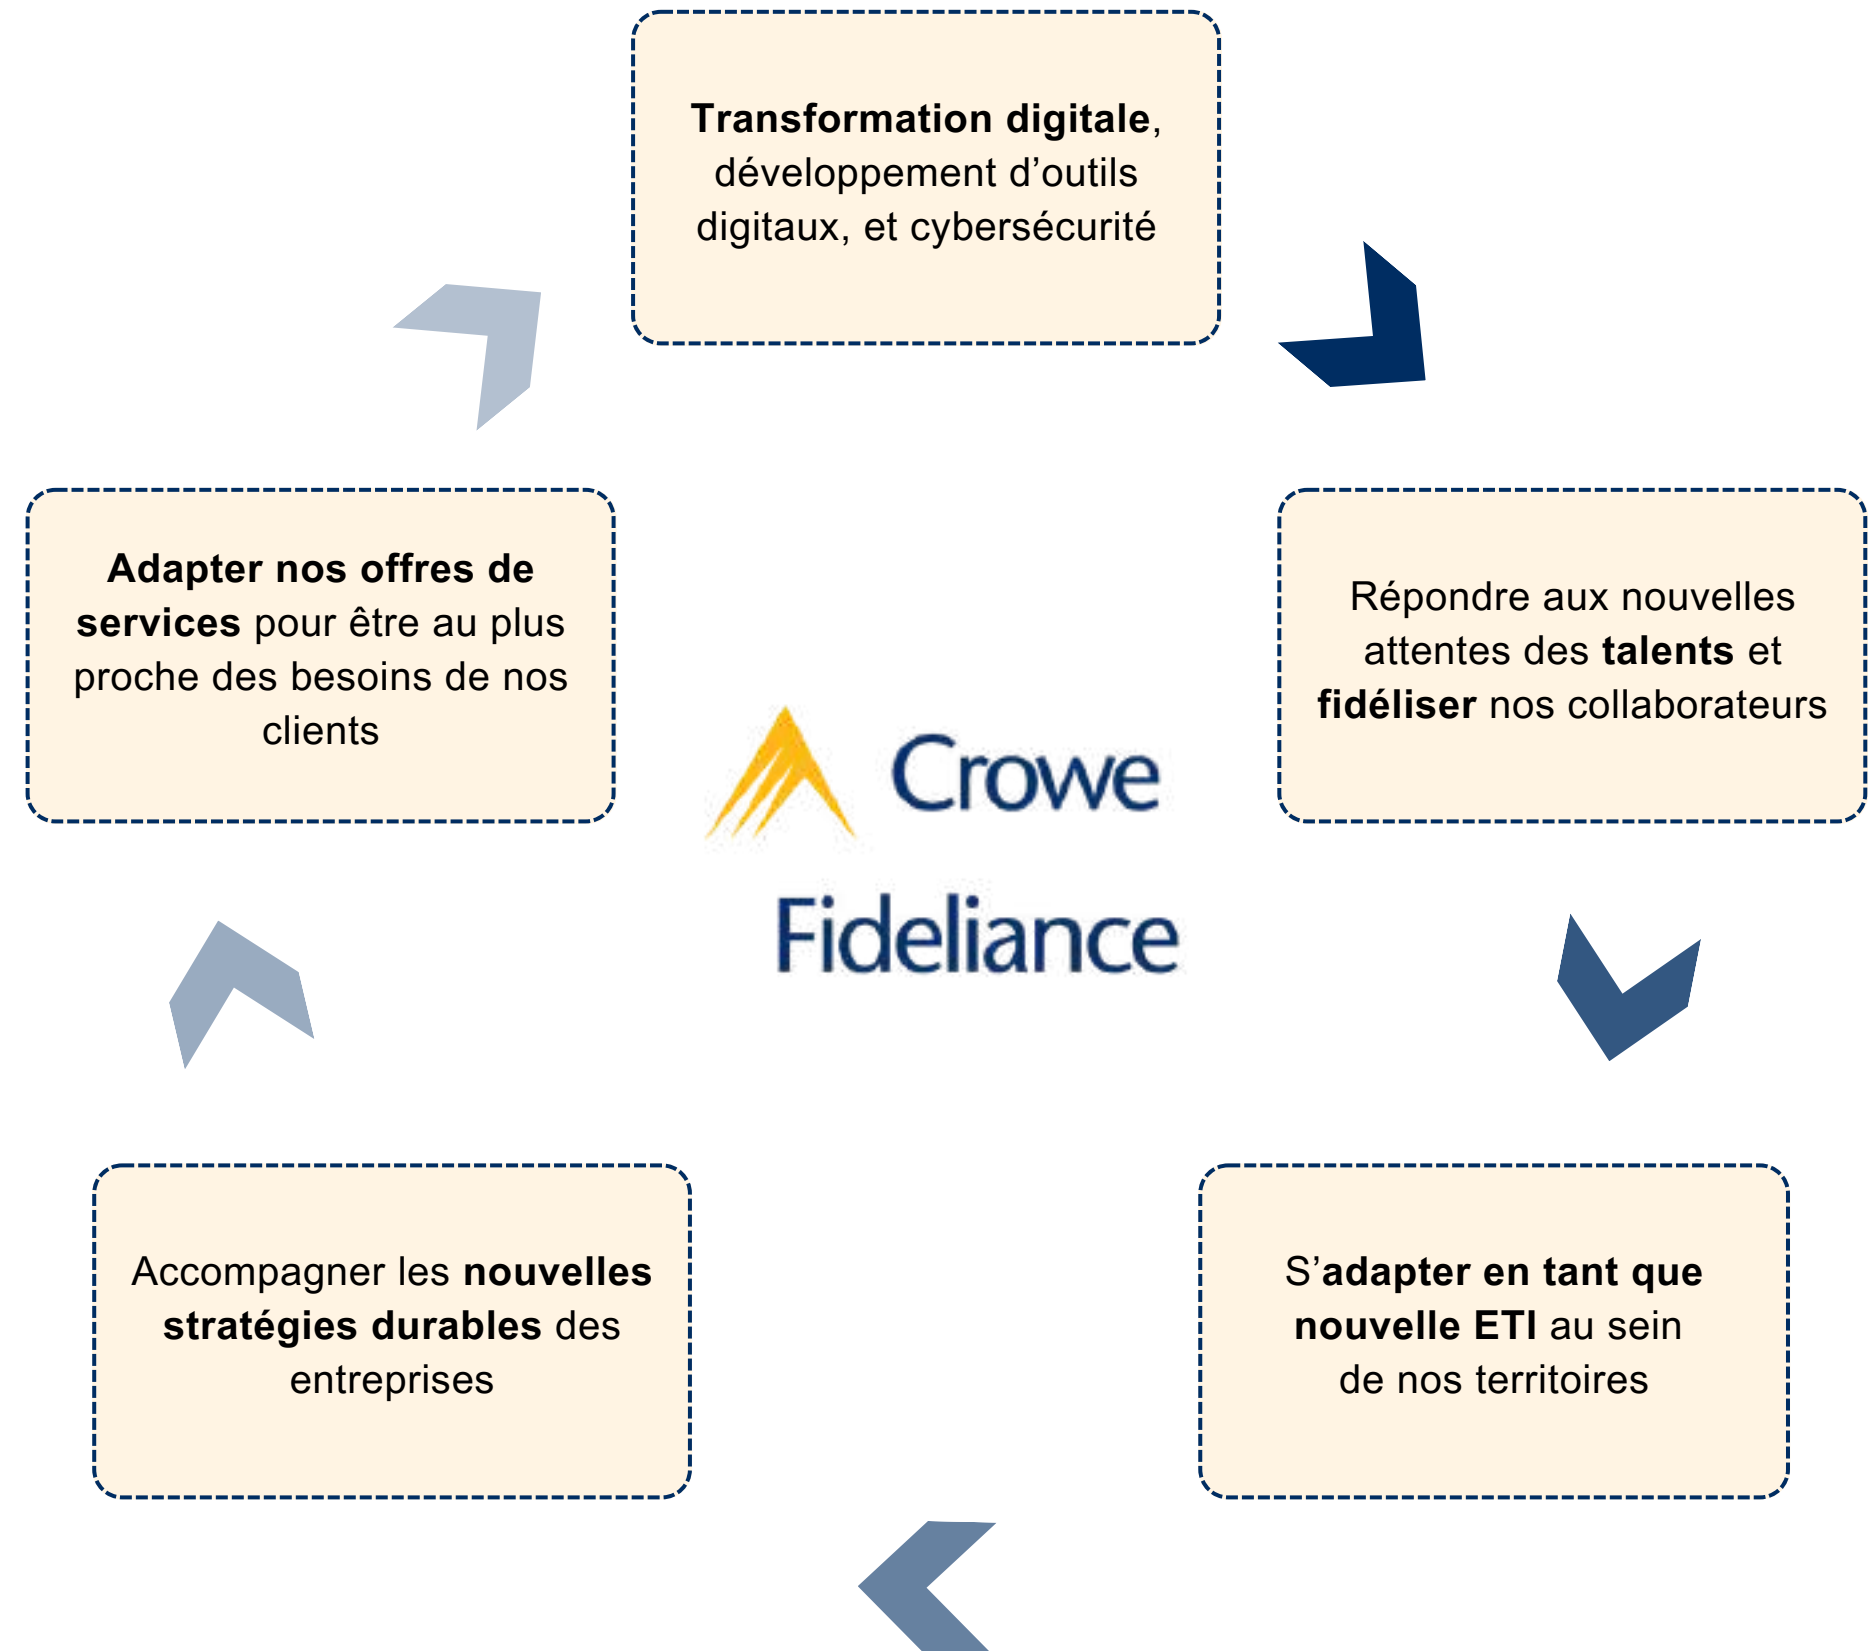 Transformation digitale,
développement d’outils
digitaux, et cybersécurité
Adapter nos offres de
services pour être au plus
proche des besoins de nos
clients
Répondre aux nouvelles
attentes des talents et
fidéliser nos collaborateurs
Crowe
Fideliance
Accompagner les nouvelles
stratégies durables des
entreprises
S’adapter en tant que
nouvelle ETI au sein
de nos territoires